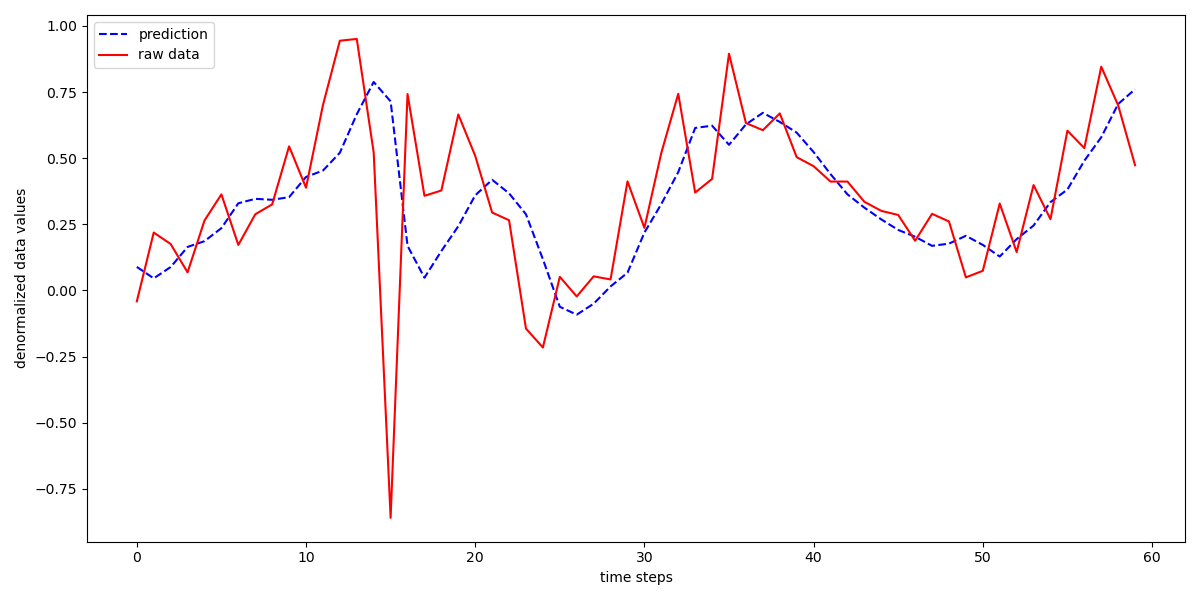 prediction
raw data
1.00
0.75
0.50
0.25
0.00
−0.25
−0.50
−0.75
denormalized data values
0 10 20 30 40 50 60
time steps